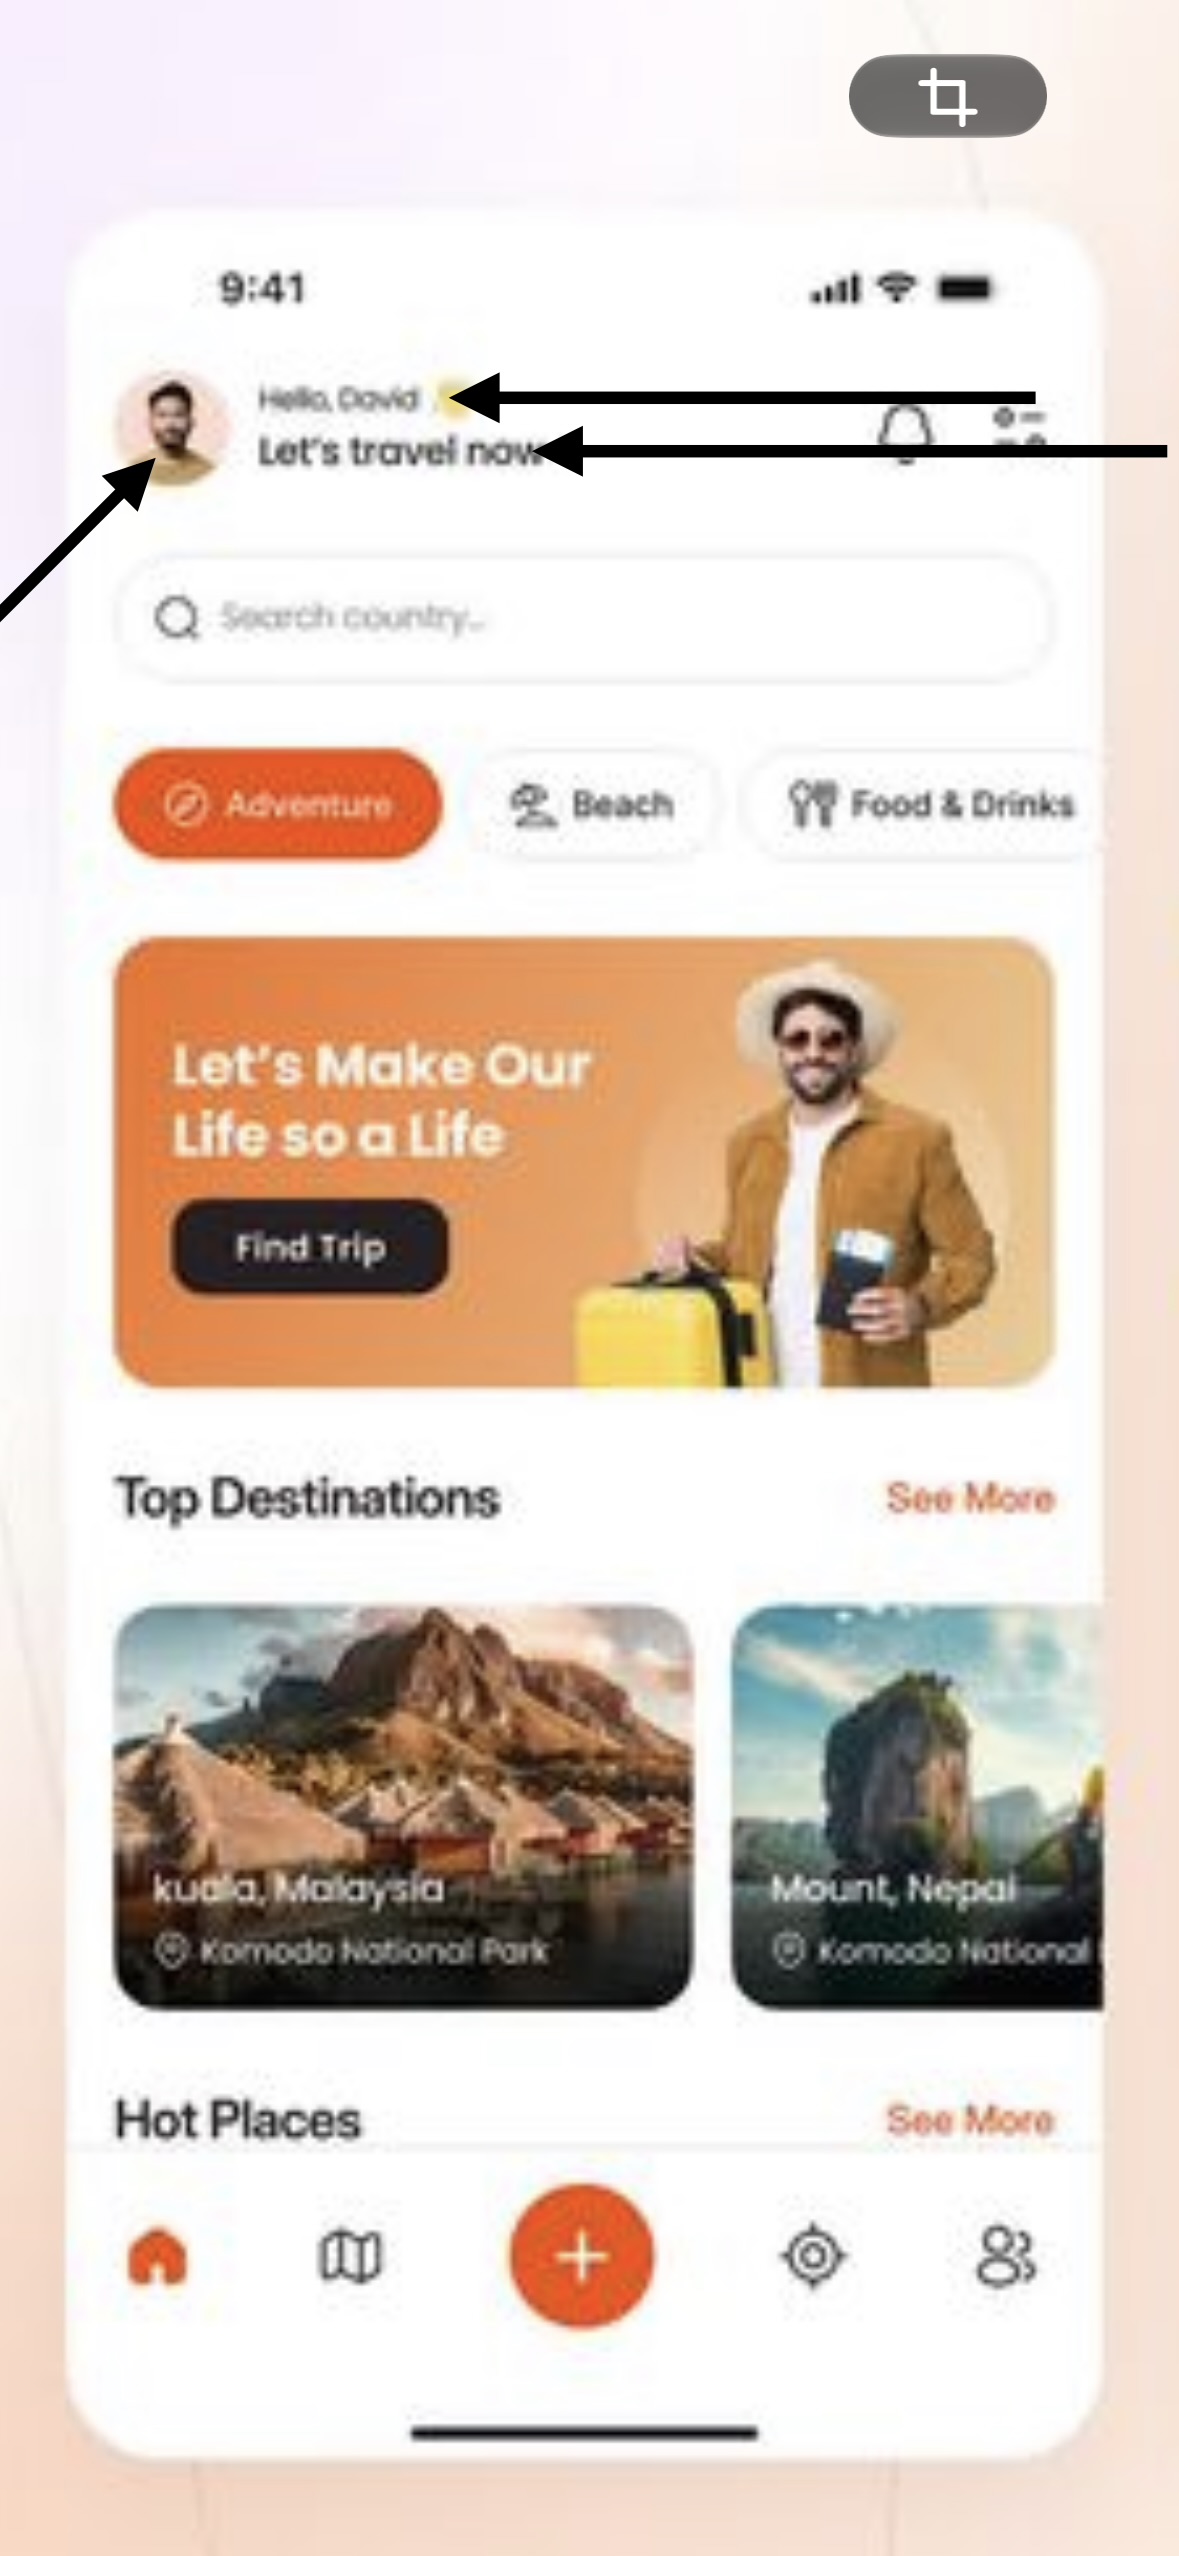 9:41
Hello, David
Let's travel now
Search country...
Adventure
Beach
Food & Drinks
Let's Make Our
Life so a Life
Find Trip
Top Destinations
See More
kuala, Malaysia
Komodo National Park
Mount, Nepal
Komodo National
Hot Places
See More